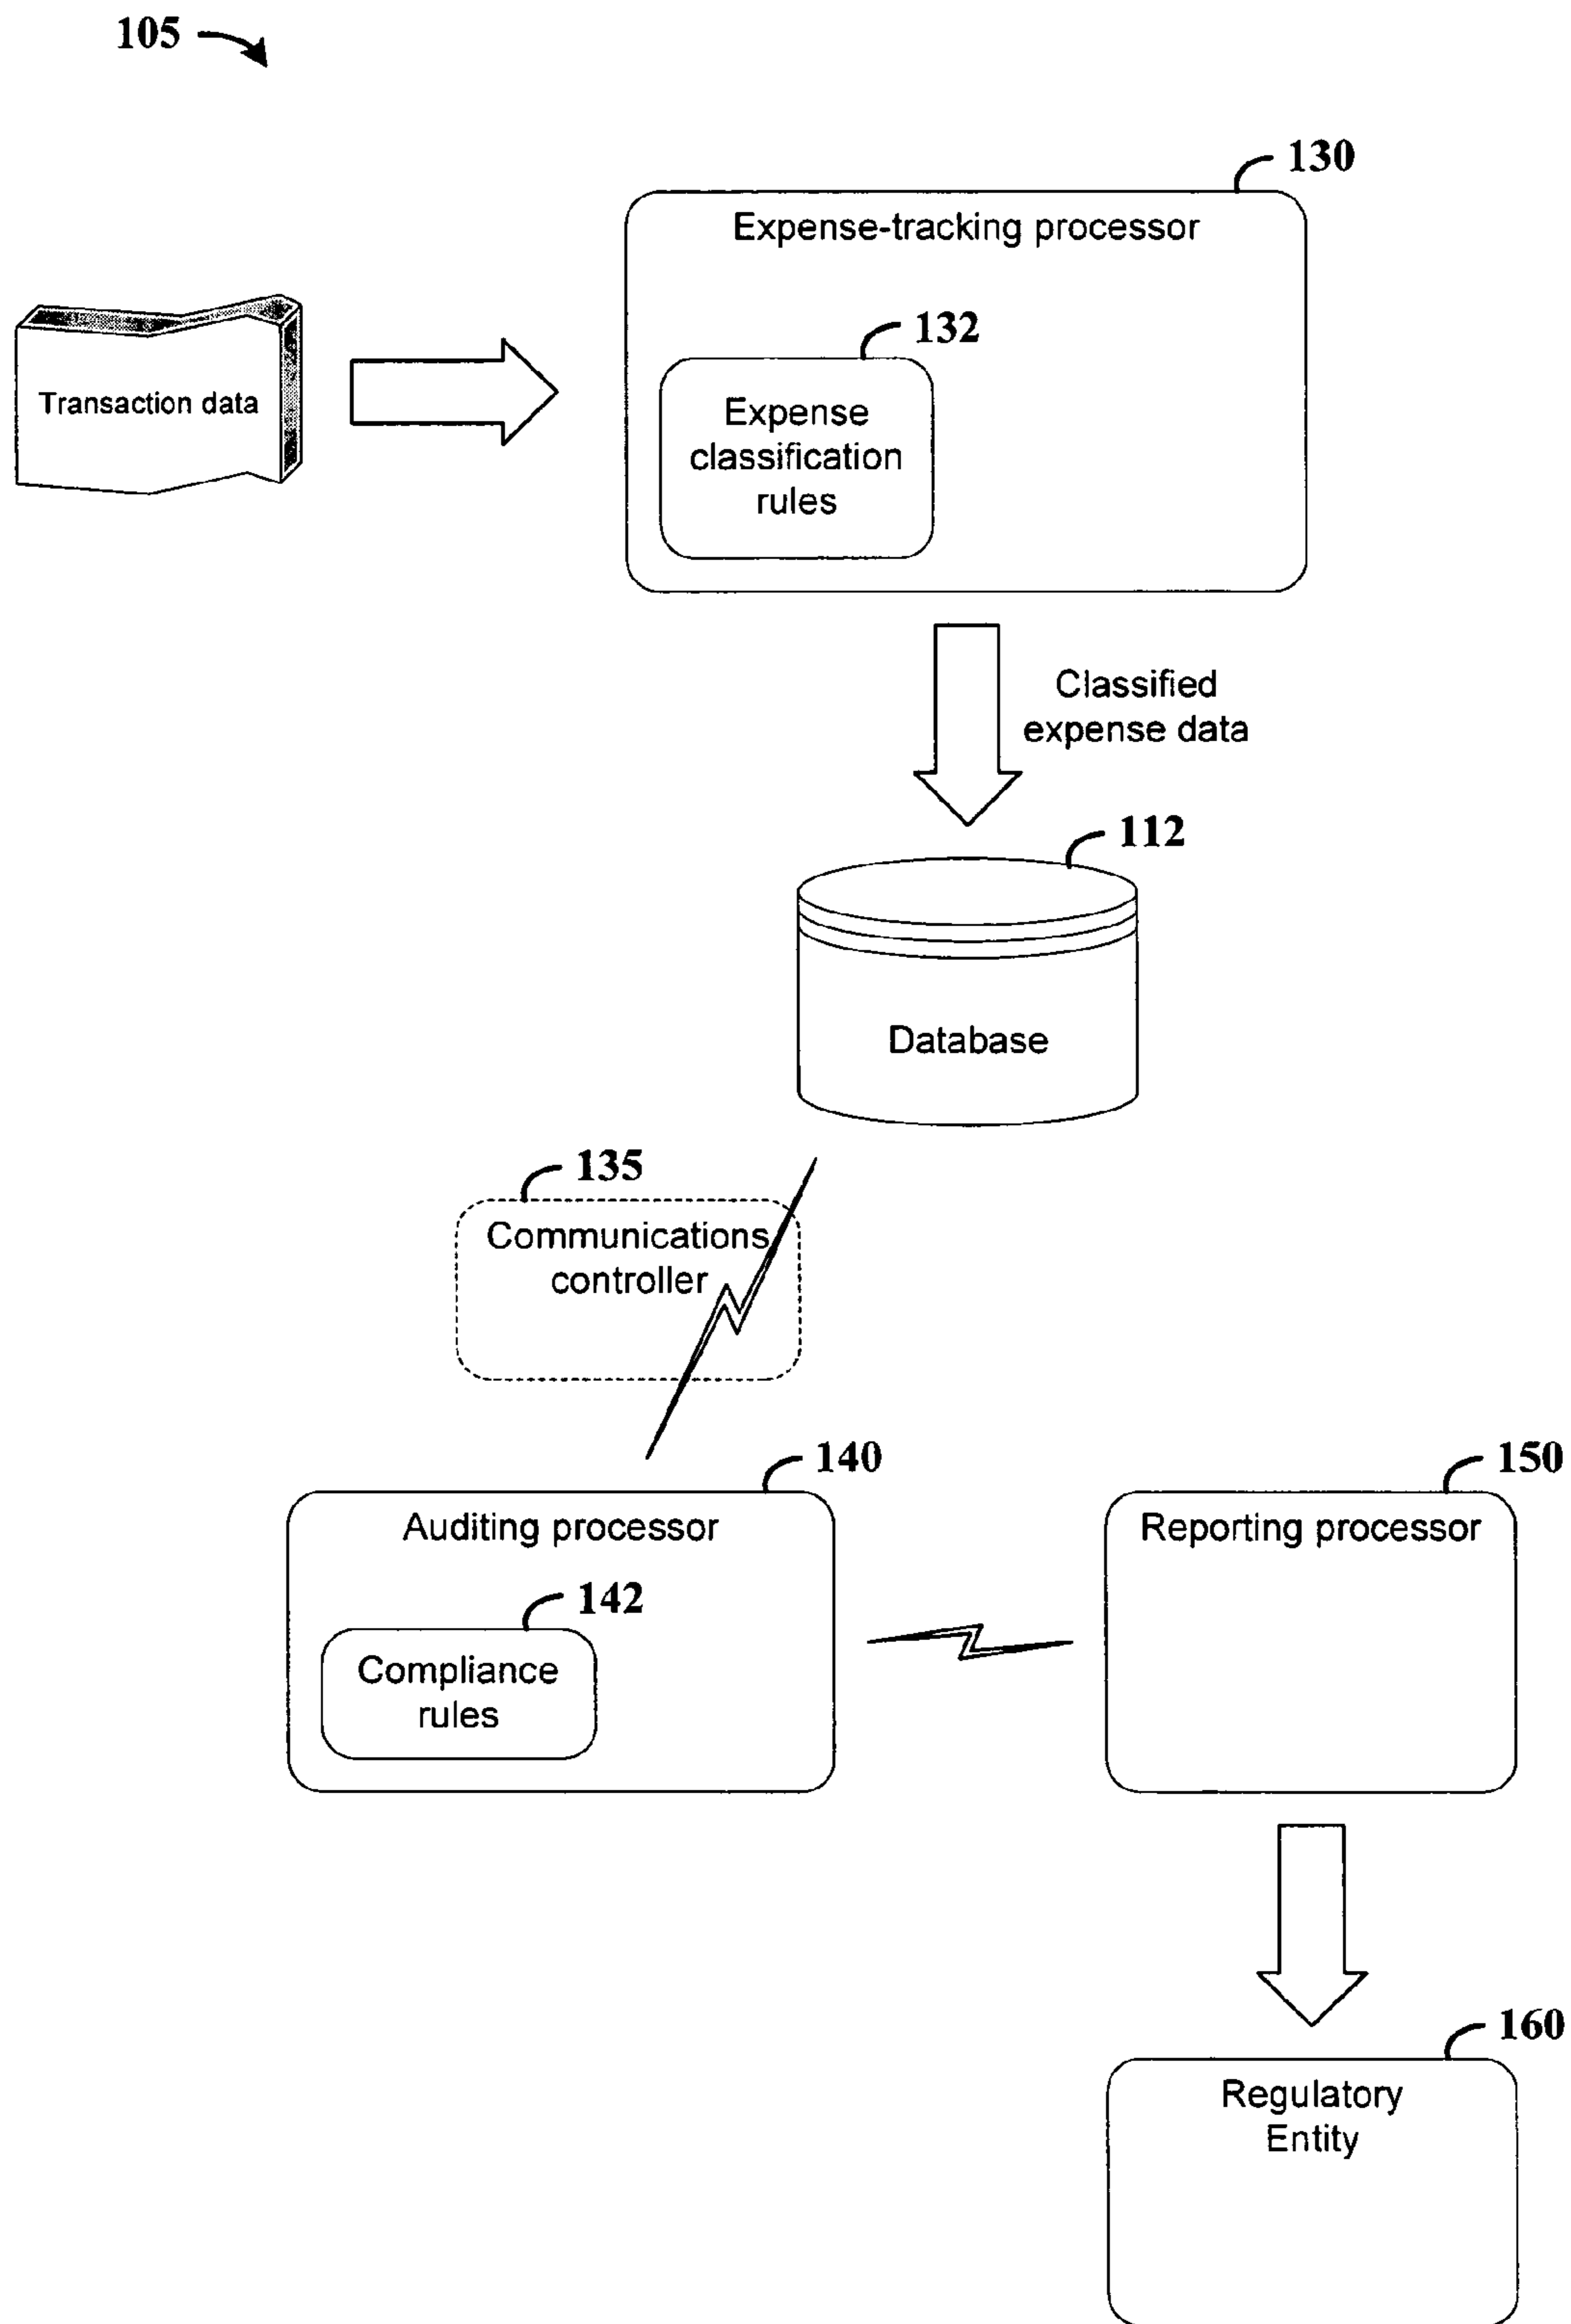 105
130
Expense-tracking processor
132
Expense
classification
rules
Transaction data
Classified
expense data
112
Database
135
Communications
controller
140
Auditing processor
142
Compliance
rules
150
Reporting processor
160
Regulatory
Entity